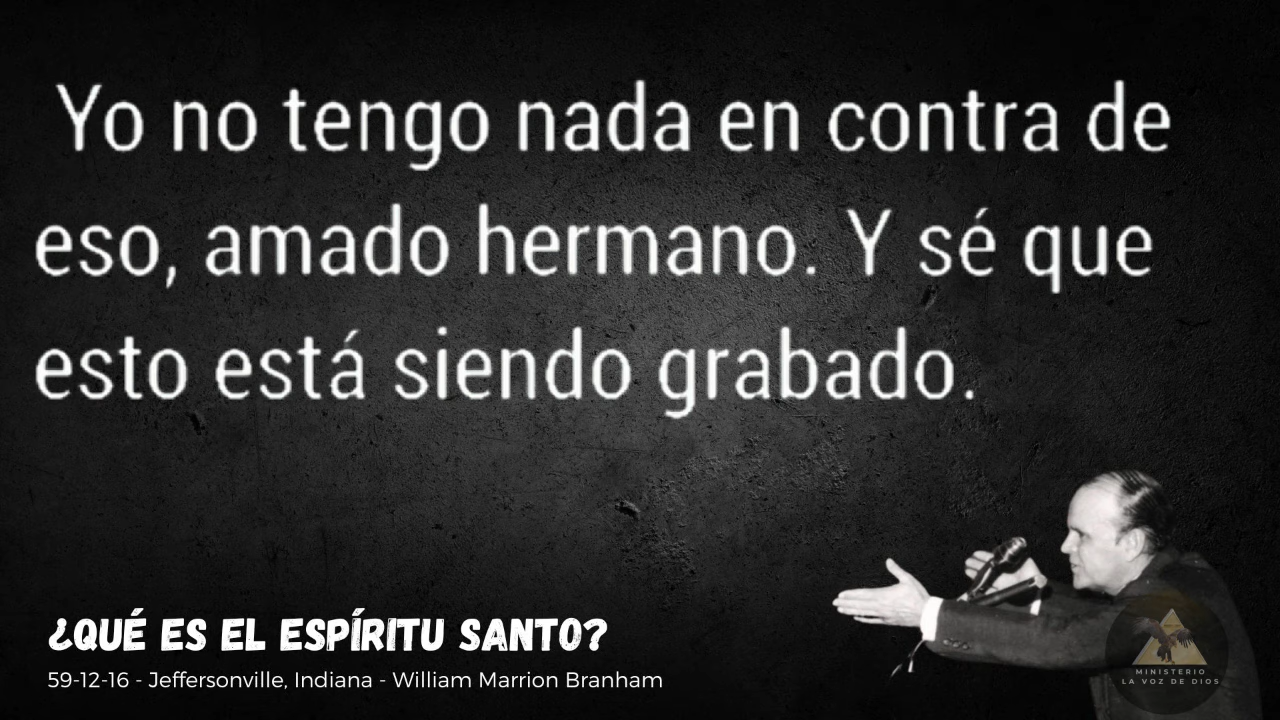 Yo no tengo nada en contra de
eso, amado hermano. Y sé que
esto está siendo grabado.
¿QUÉ ES EL ESPÍRITU SANTO?
59-12-16 - Jeffersonville, Indiana - William Marrion Branham
MINISTERIO
LA VOZ DE DIOS